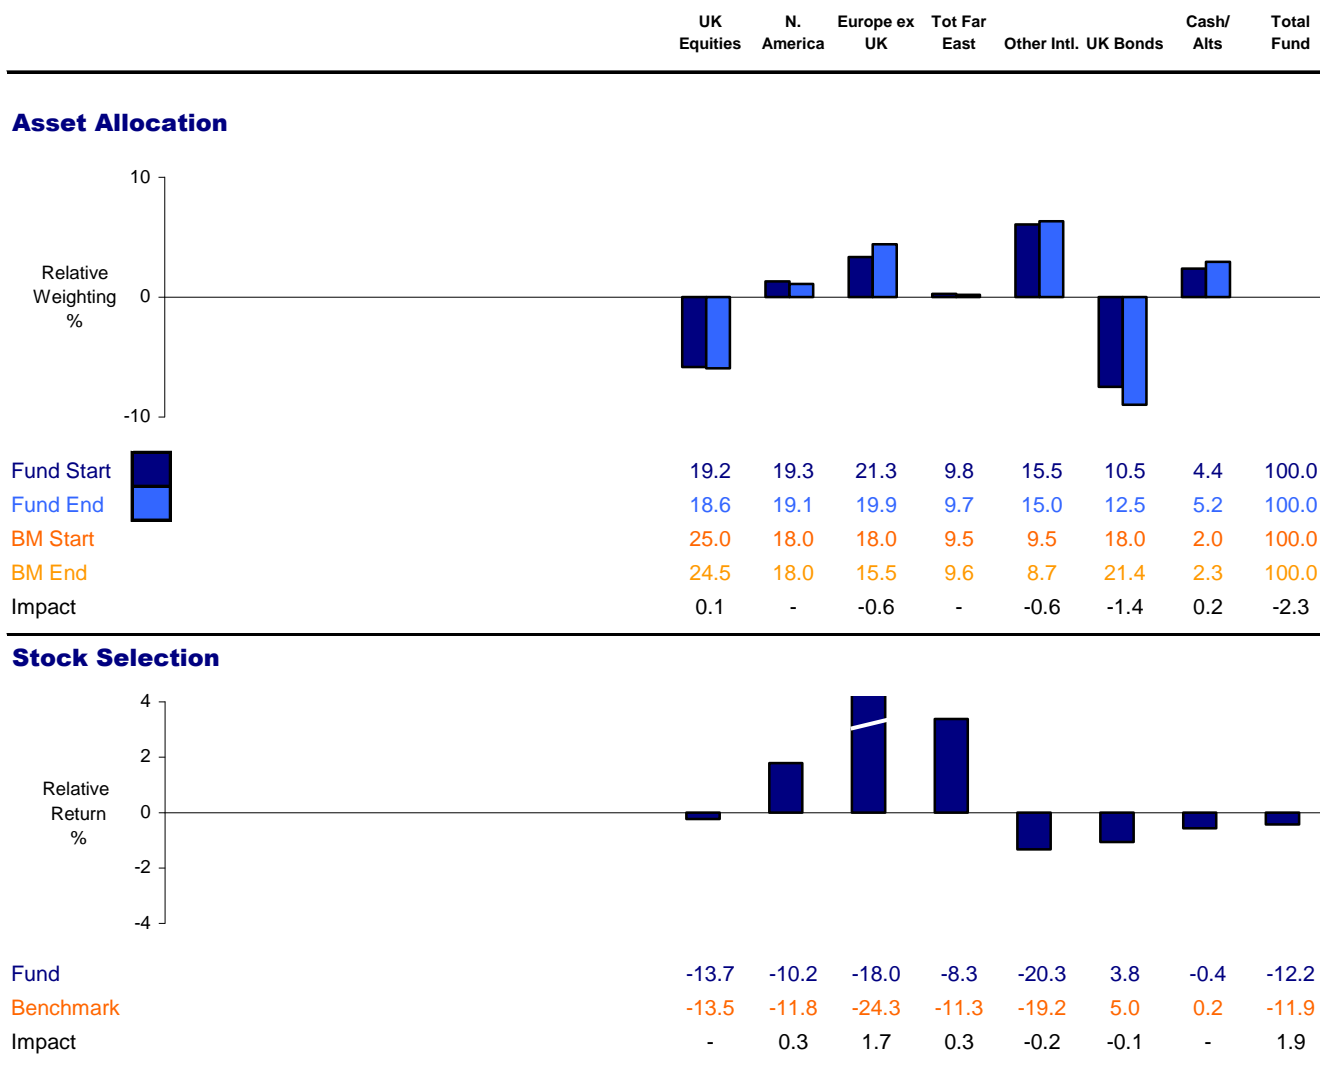 UK Equities N. America Europe ex UK Tot Far East Other Intl. UK Bonds Cash/ Alts Total Fund
Asset Allocation
10
Relative
Weighting 0
%
-10
Fund Start 19.2 19.3 21.3 9.8 15.5 10.5 4.4 100.0
Fund End 18.6 19.1 19.9 9.7 15.0 12.5 5.2 100.0
BM Start 25.0 18.0 18.0 9.5 9.5 18.0 2.0 100.0
BM End 24.5 18.0 15.5 9.6 8.7 21.4 2.3 100.0
Impact 0.1 - -0.6 - -0.6 -1.4 0.2 -2.3
Stock Selection
4
2
Relative
Return 0
%
-2
-4
Fund -13.7 -10.2 -18.0 -8.3 -20.3 3.8 -0.4 -12.2
Benchmark -13.5 -11.8 -24.3 -11.3 -19.2 5.0 0.2 -11.9
Impact - 0.3 1.7 0.3 -0.2 -0.1 - 1.9